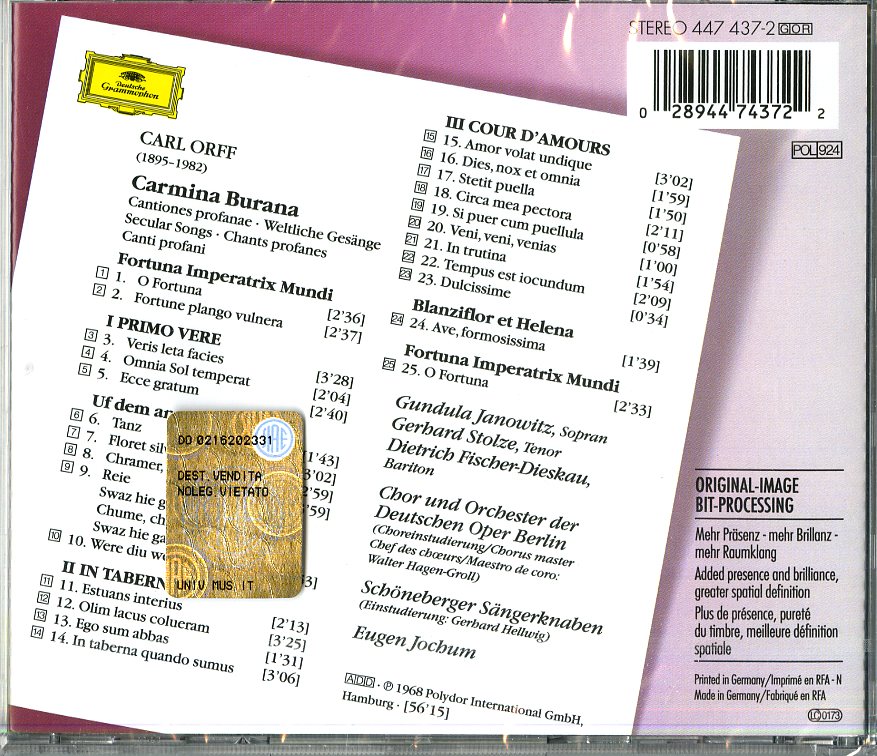 STEREO 447 437-2 GOR
0 28944 74372 2
POL 924
Deutsche
Grammophon
CARL ORFF
(1895-1982)
Carmina Burana
Cantiones profanae · Weltliche Gesänge
Secular Songs · Chants profanes
Canti profani
Fortuna Imperatrix Mundi
1 1. O Fortuna [2'36]
2 2. Fortune plango vulnera [2'37]
I PRIMO VERE
3 3. Veris leta facies [3'28]
4 4. Omnia Sol temperat [2'04]
5 5. Ecce gratum [2'40]
Uf dem
6 6. Tanz 1'43]
7 7. Floret 3'02]
8 8. Chramer, 2'59]
9 9. Reie 2'59]
Swaz hie
Chume,
Swaz hie
10 10. Were diu 3]
II IN
11 11. Estuans interius [2'13]
12 12. Olim lacus colueram [3'25]
13 13. Ego sum abbas [1'31]
14 14. In taberna quando sumus [3'06]
III COUR D'AMOURS
15 15. Amor volat undique [3'02]
16 16. Dies, nox et omnia [1'59]
17 17. Stetit puella [1'50]
18 18. Circa mea pectora [2'11]
19 19. Si puer cum puellula [0'58]
20 20. Veni, veni, venias [1'00]
21 21. In trutina [1'54]
22 22. Tempus est iocundum [2'09]
23 23. Dulcissime [0'34]
Blanziflor et Helena
24 24. Ave, formosissima [1'39]
Fortuna Imperatrix Mundi
25 25. O Fortuna [2'33]
Gundula Janowitz, Sopran
Gerhard Stolze, Tenor
Dietrich Fischer-Dieskau,
Bariton
Chor und Orchester der
Deutschen Oper Berlin
(Choreinstudierung/Chorus master
Chef des chœurs/Maestro de coro:
Walter Hagen-Groll)
Schöneberger Sängerknaben
(Einstudierung: Gerhard Hellwig)
Eugen Jochum
ADD · ℗ 1968 Polydor International GmbH,
Hamburg · [56'15]
DO 0216202331
SIAE
DEST.VENDITA
NOLEG.VIETATO
UNIV MUS IT
ORIGINAL-IMAGE
BIT-PROCESSING
Mehr Präsenz - mehr Brillanz -
mehr Raumklang
Added presence and brilliance,
greater spatial definition
Plus de présence, pureté
du timbre, meilleure définition
spatiale
Printed in Germany/Imprimé en RFA - N
Made in Germany/Fabriqué en RFA
LC 0173